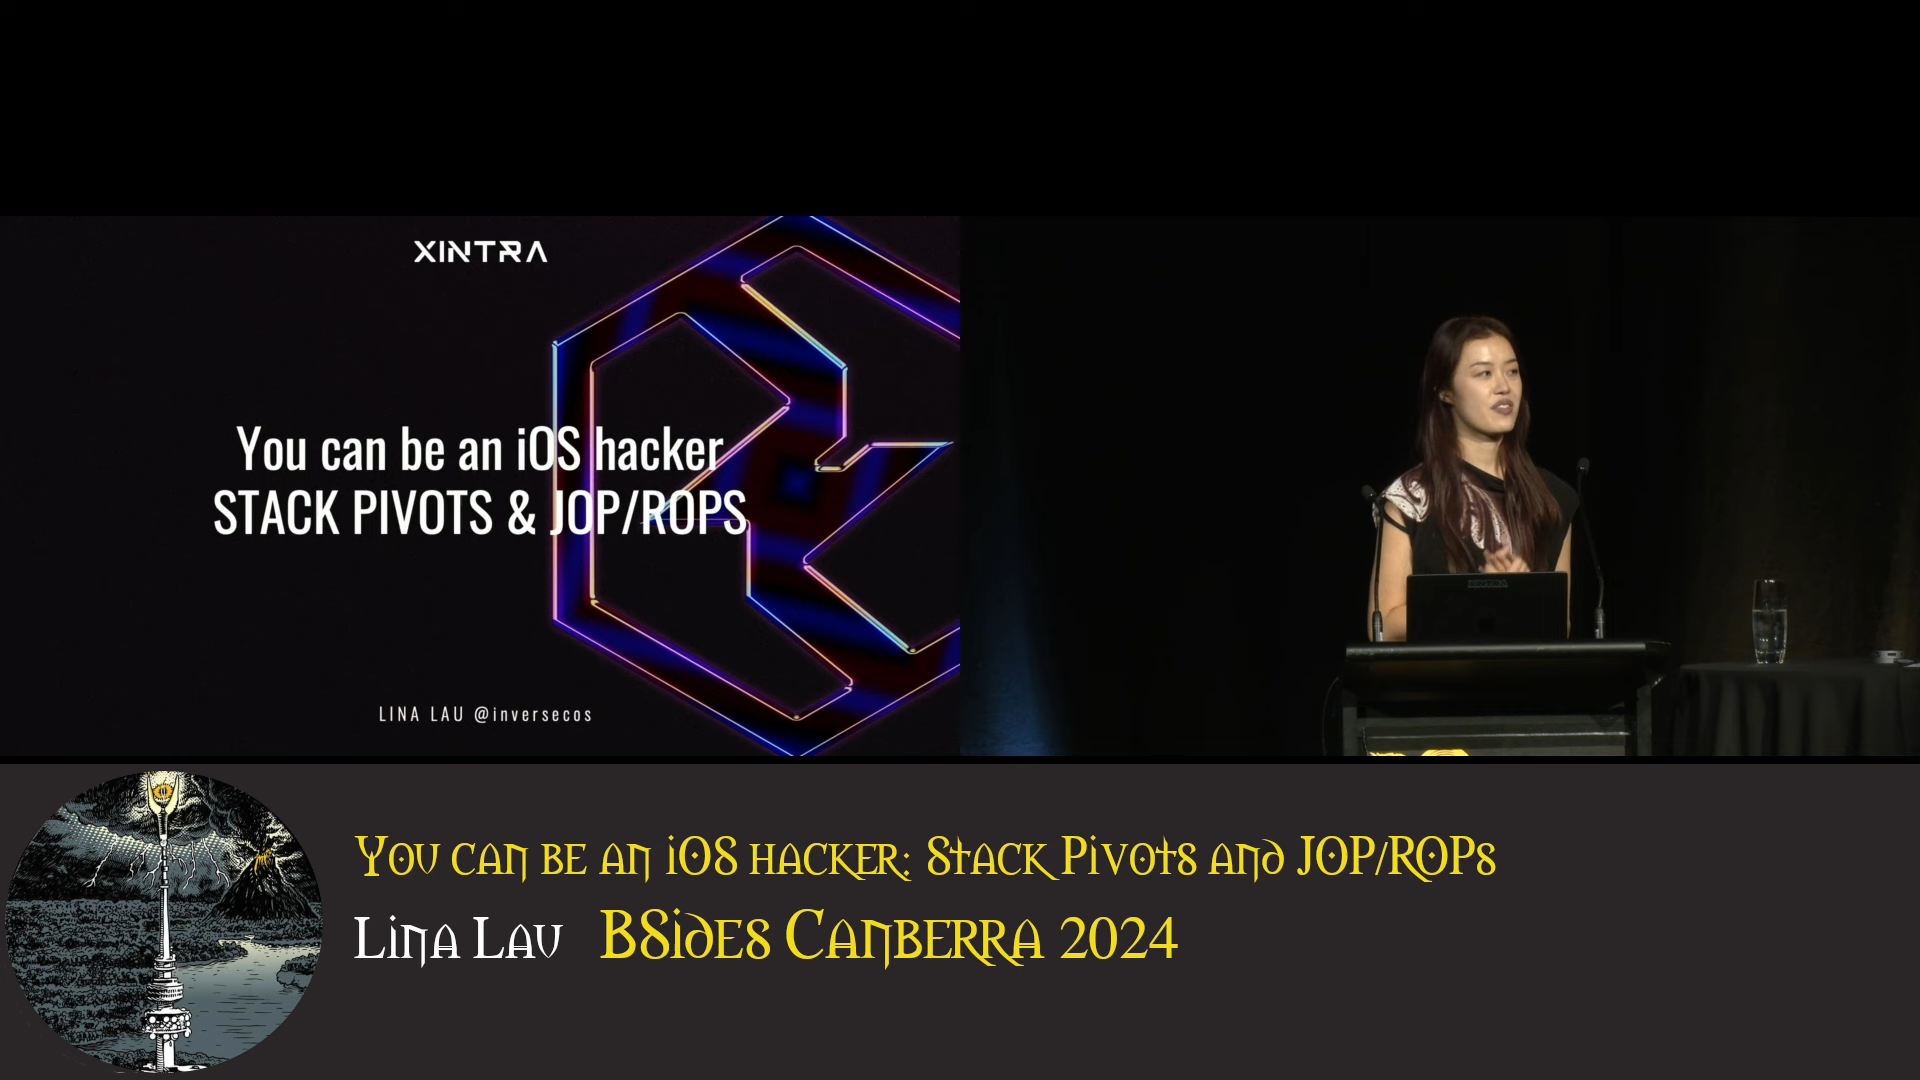 XINTRA
You can be an iOS hacker
STACK PIVOTS & JOP/ROPS
LINA LAU @inversecos
XINTRA
You can be an iOS hacker: Stack Pivots and JOP/ROPs
Lina Lau BSides Canberra 2024